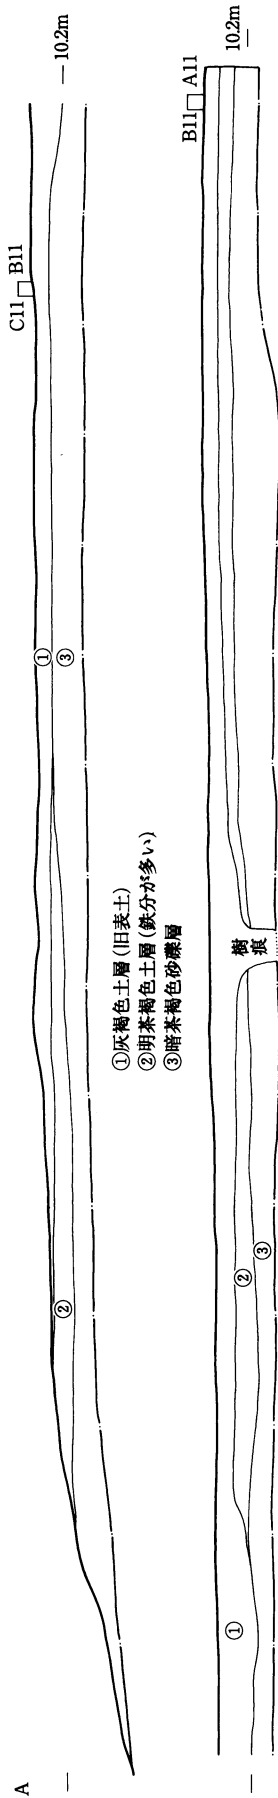 A
C11 B11
10.2m
①
③
②
①灰褐色土層(旧表土)
②明茶褐色土層(鉄分が多い)
③暗茶褐色砂礫層
B11 A11
10.2m
樹痕
①
②
③